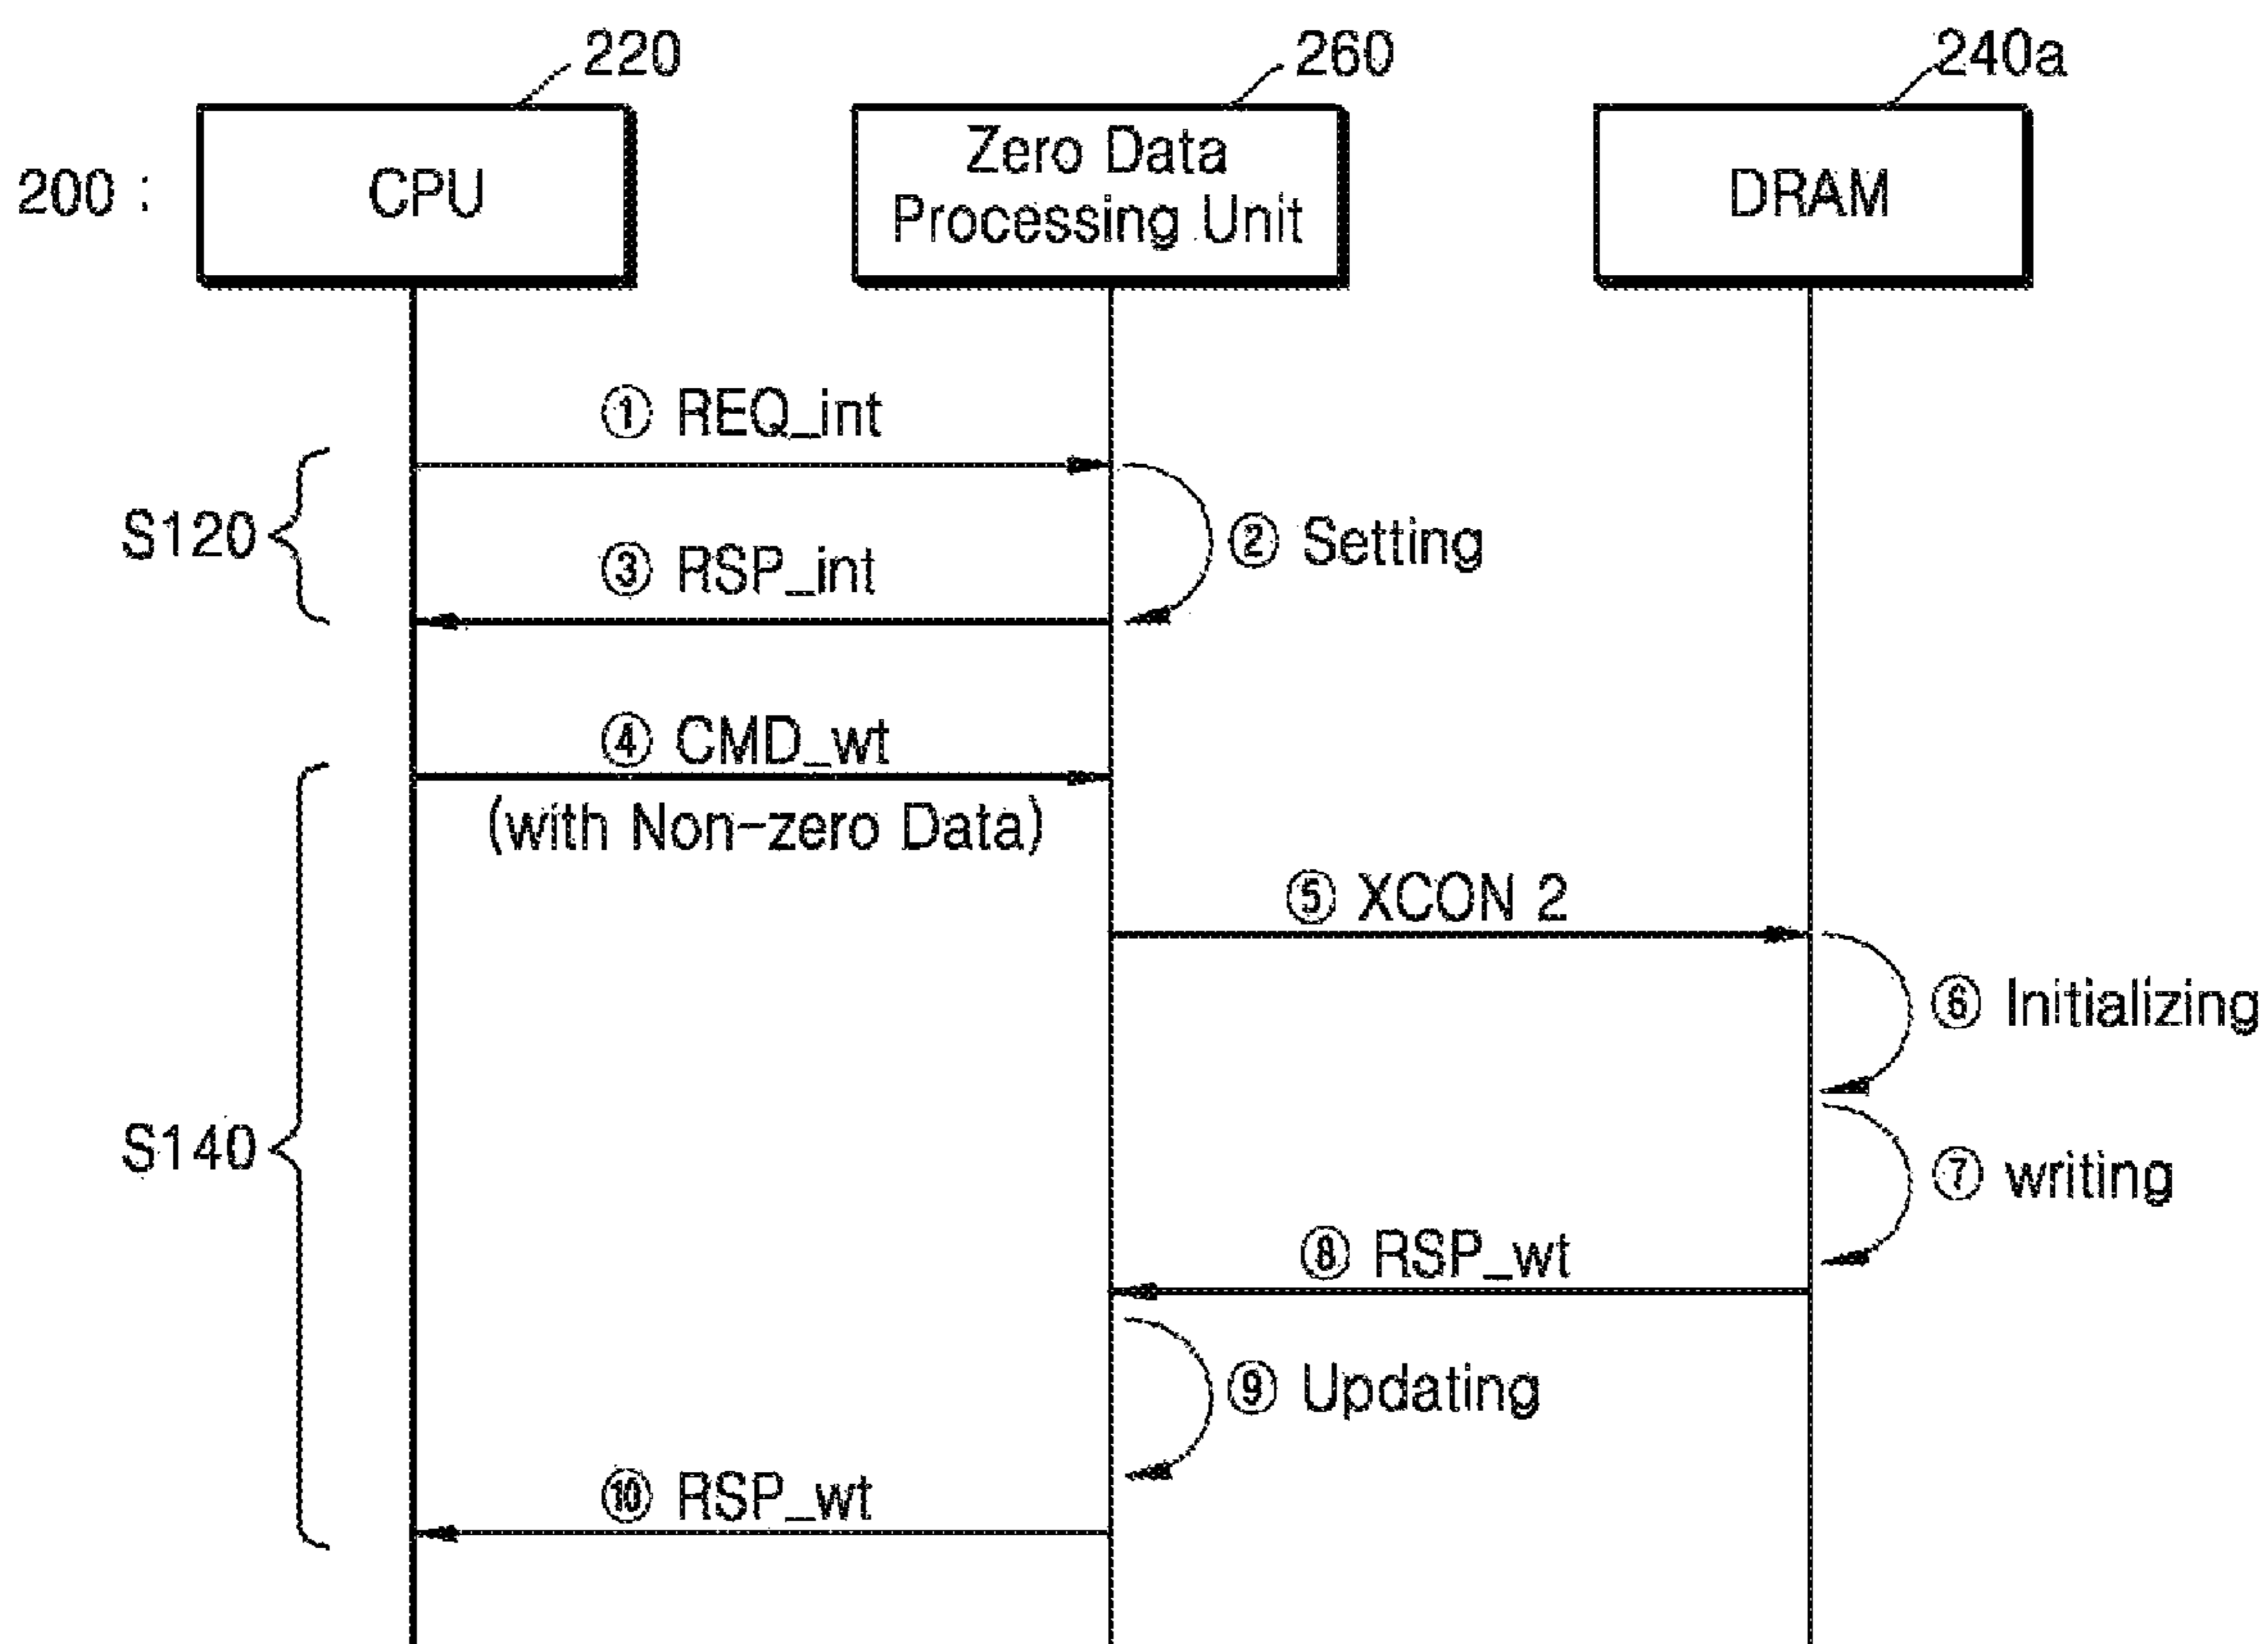 220
260
240a
200 :
CPU
Zero Data
Processing Unit
DRAM
① REQ_int
S120
② Setting
③ RSP_int
④ CMD_wt
(with Non-zero Data)
⑤ XCON 2
⑥ Initializing
S140
⑦ writing
⑧ RSP_wt
⑨ Updating
⑩ RSP_wt